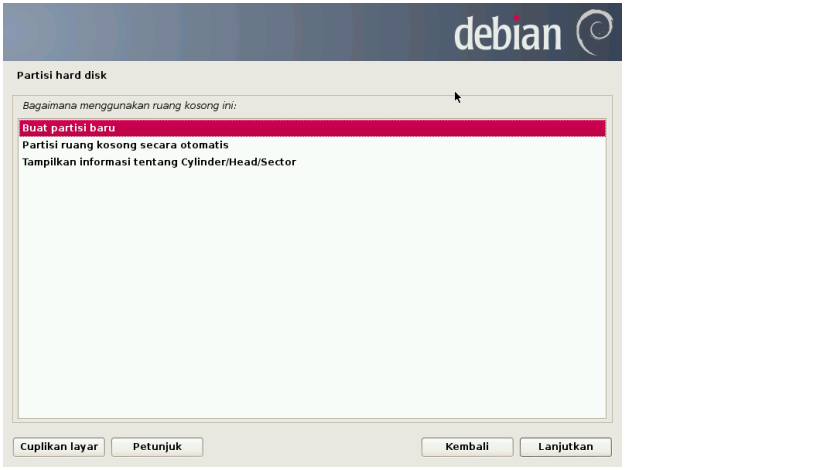 debian
Partisi hard disk
Bagaimana menggunakan ruang kosong ini:
Buat partisi baru
Partisi ruang kosong secara otomatis
Tampilkan informasi tentang Cylinder/Head/Sector
Cuplikan layar Petunjuk Kembali Lanjutkan